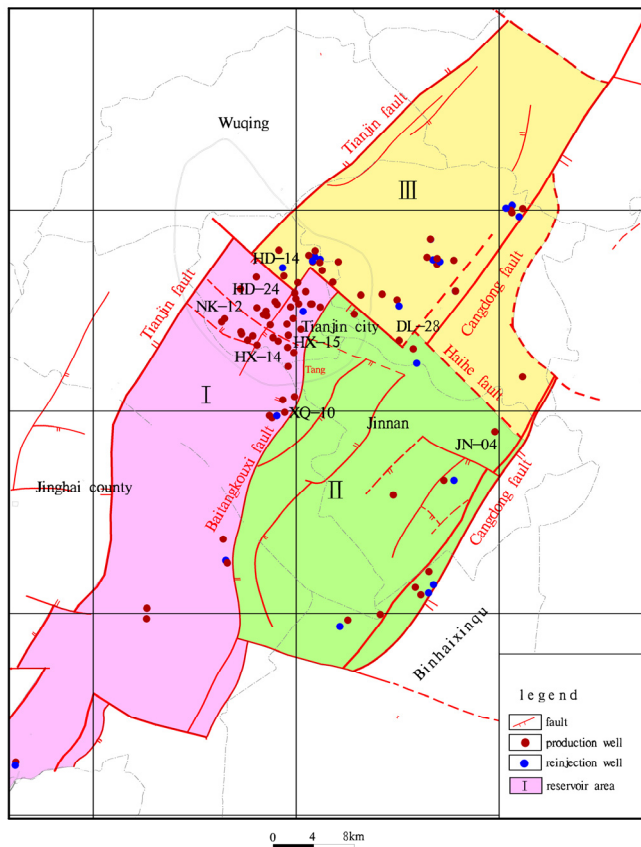 Wuqing
Tianjin fault
III
HD-14
HD-24
NK-12
Tianjin fault
Tianjin city
HX-15
HX-14
Tang
DL-28
Cangdong fault
Haihe fault
I
XQ-10
Jinnan
JN-04
Baitangkouxi fault
Jinghai county
II
Cangdong fault
Binhaixinqu
legend
fault
production well
reinjection well
I reservoir area
0 4 8km